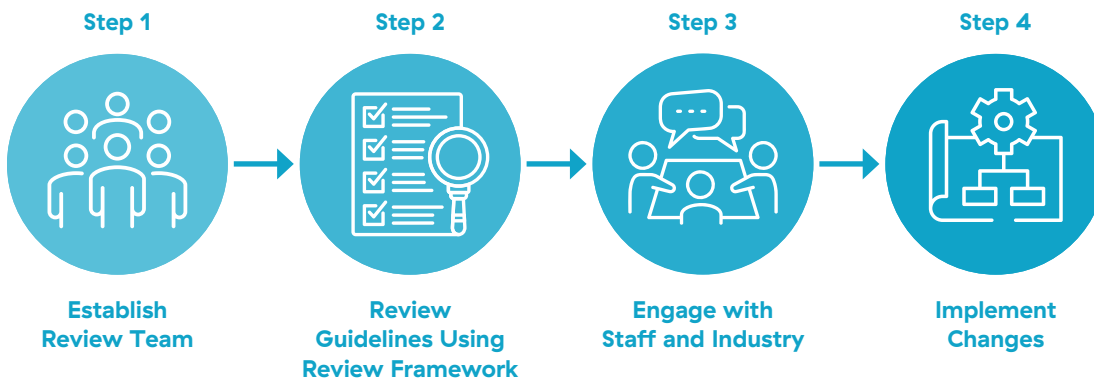 Step 1
Step 2
Step 3
Step 4
Establish
Review Team
Review
Guidelines Using
Review Framework
Engage with
Staff and Industry
Implement
Changes